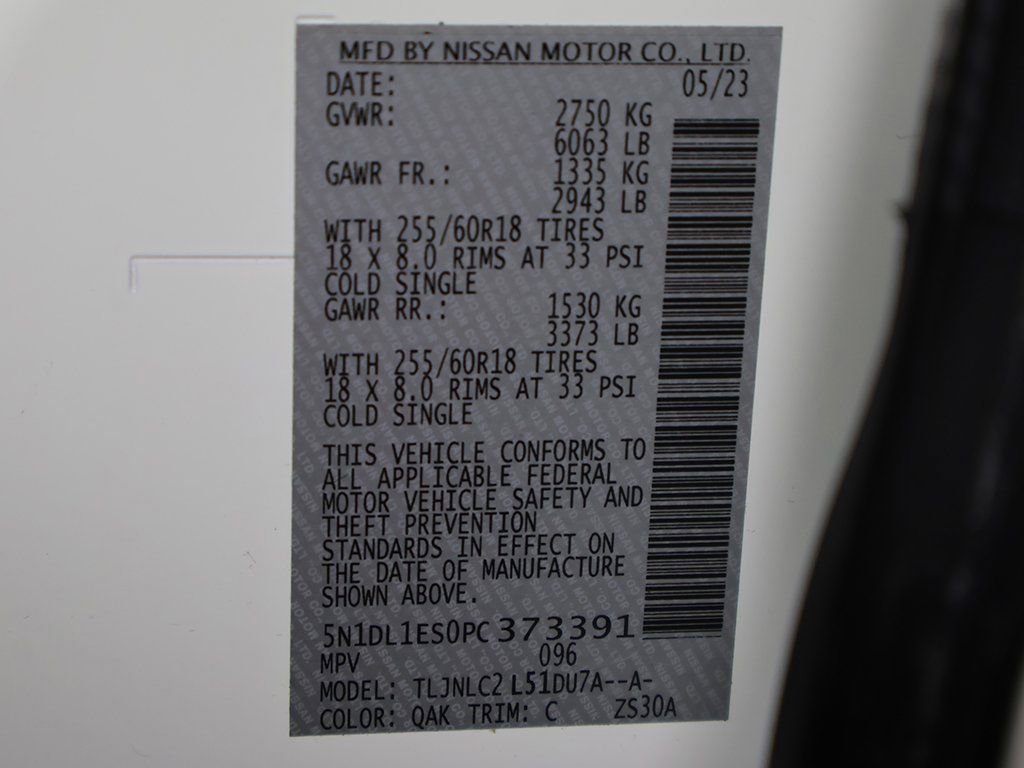 MFD BY NISSAN MOTOR CO., LTD.
DATE: 05/23
GVWR: 2750 KG
6063 LB
GAWR FR.: 1335 KG
2943 LB
WITH 255/60R18 TIRES
18 X 8.0 RIMS AT 33 PSI
COLD SINGLE
GAWR RR.: 1530 KG
3373 LB
WITH 255/60R18 TIRES
18 X 8.0 RIMS AT 33 PSI
COLD SINGLE
THIS VEHICLE CONFORMS TO
ALL APPLICABLE FEDERAL
MOTOR VEHICLE SAFETY AND
THEFT PREVENTION
STANDARDS IN EFFECT ON
THE DATE OF MANUFACTURE
SHOWN ABOVE.
5N1DL1ES0PC373391
MPV 096
MODEL: TLJNLC2 L51DU7A--A-
COLOR: QAK TRIM: C ZS30A